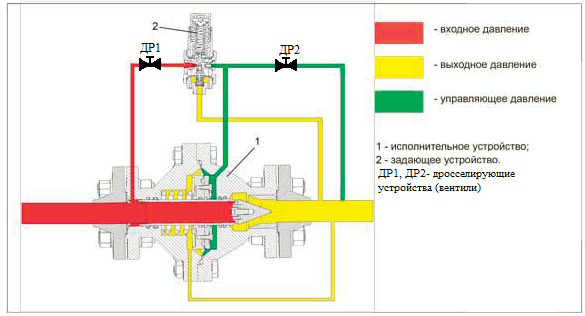 2
ДР1
ДР2
1
- входное давление
- выходное давление
- управляющее давление
1 - исполнительное устройство;
2 - задающее устройство.
ДР1, ДР2- дросселирующие
устройства (вентили)